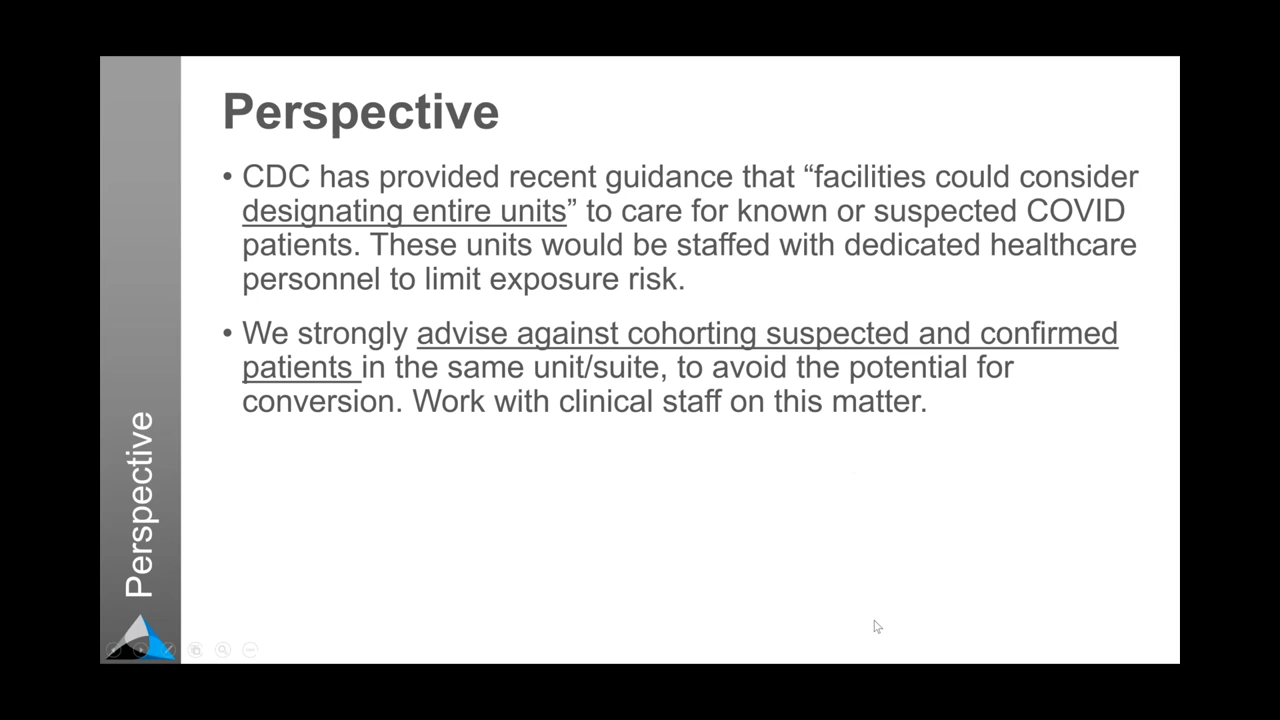 Perspective
• CDC has provided recent guidance that “facilities could consider
designating entire units” to care for known or suspected COVID
patients. These units would be staffed with dedicated healthcare
personnel to limit exposure risk.
• We strongly advise against cohorting suspected and confirmed
patients in the same unit/suite, to avoid the potential for
conversion. Work with clinical staff on this matter.
Perspective